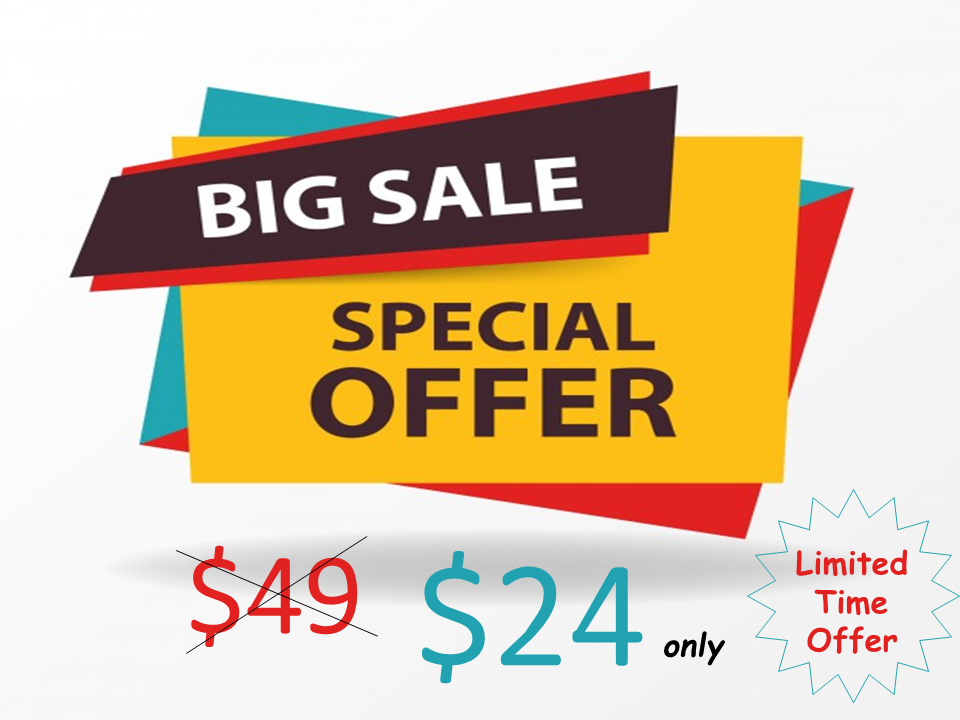 BIG SALE
SPECIAL
OFFER
$49 $24 only
Limited
Time
Offer